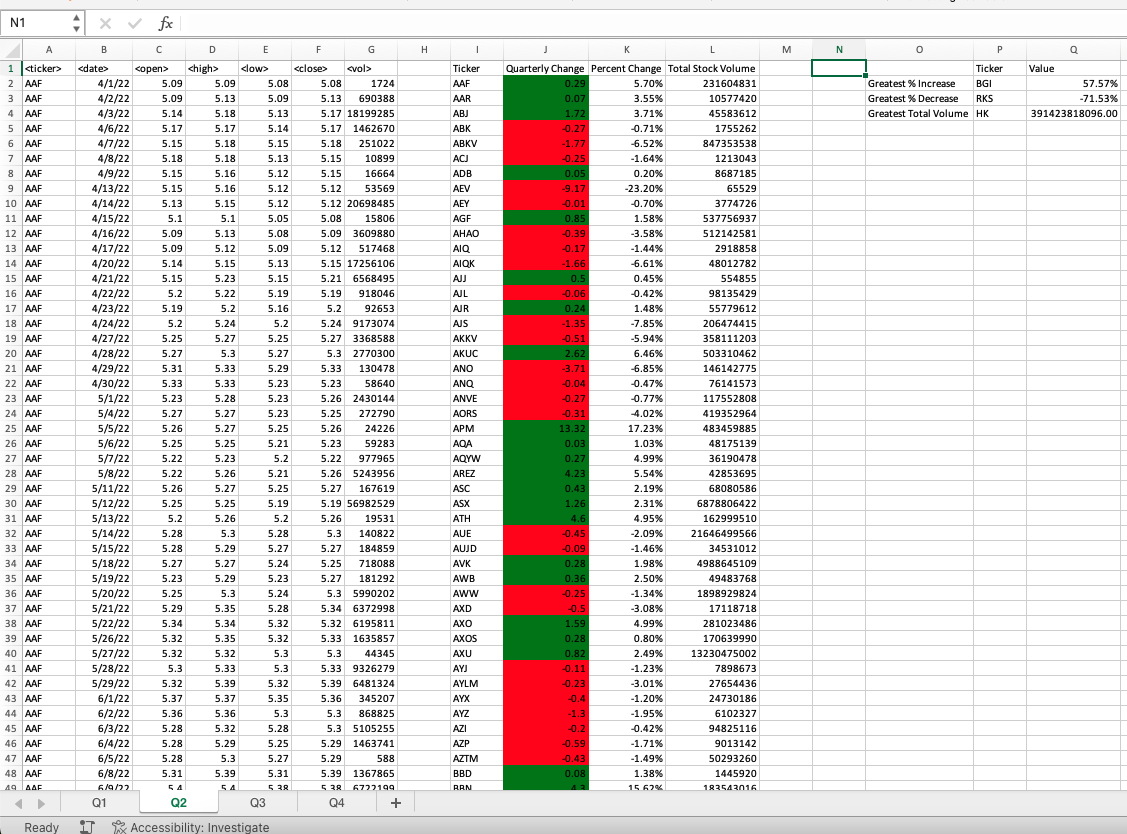 N1 fx
A B C D E F G H I J K L M N O P Q
1 <ticker> <date> <open> <high> <low> <close> <vol> Ticker Quarterly Change Percent Change Total Stock Volume Ticker Value
2 AAF 4/1/22 5.09 5.09 5.08 5.08 1724 AAF 0.29 5.70% 231604831 Greatest % Increase BGI 57.57%
3 AAF 4/2/22 5.09 5.13 5.09 5.13 690388 AAR 0.07 3.55% 10577420 Greatest % Decrease RKS -71.53%
4 AAF 4/3/22 5.14 5.18 5.13 5.17 18199285 ABJ 1.72 3.71% 45583612 Greatest Total Volume HK 391423818096.00
5 AAF 4/6/22 5.17 5.17 5.14 5.17 1462670 ABK -0.27 -0.71% 1755262
6 AAF 4/7/22 5.15 5.18 5.15 5.18 251022 ABKV -1.77 -6.52% 847353538
7 AAF 4/8/22 5.18 5.18 5.13 5.15 10899 ACJ -0.25 -1.64% 1213043
8 AAF 4/9/22 5.15 5.16 5.12 5.15 16664 ADB 0.05 0.20% 8687185
9 AAF 4/13/22 5.15 5.16 5.12 5.12 53569 AEV -9.17 -23.20% 65529
10 AAF 4/14/22 5.13 5.15 5.12 5.12 20698485 AEY -0.01 -0.70% 3774726
11 AAF 4/15/22 5.1 5.1 5.05 5.08 15806 AGF 0.85 1.58% 537756937
12 AAF 4/16/22 5.09 5.13 5.08 5.09 3609880 AHAO -0.39 -3.58% 512142581
13 AAF 4/17/22 5.09 5.12 5.09 5.12 517468 AIQ -0.17 -1.44% 2918858
14 AAF 4/20/22 5.14 5.15 5.13 5.15 17256106 AIQK -1.66 -6.61% 48012782
15 AAF 4/21/22 5.15 5.23 5.15 5.21 6568495 AJJ 0.5 0.45% 554855
16 AAF 4/22/22 5.2 5.22 5.19 5.19 918046 AJL -0.06 -0.42% 98135429
17 AAF 4/23/22 5.19 5.2 5.16 5.2 92653 AJR 0.24 1.48% 55779612
18 AAF 4/24/22 5.2 5.24 5.2 5.24 9173074 AJS -1.35 -7.85% 206474415
19 AAF 4/27/22 5.25 5.27 5.25 5.27 3368588 AKKV -0.51 -5.94% 358111203
20 AAF 4/28/22 5.27 5.3 5.27 5.3 2770300 AKUC 2.62 6.46% 503310462
21 AAF 4/29/22 5.31 5.33 5.29 5.33 130478 ANO -3.71 -6.85% 146142775
22 AAF 4/30/22 5.33 5.33 5.23 5.23 58640 ANQ -0.04 -0.47% 76141573
23 AAF 5/1/22 5.23 5.28 5.23 5.26 2430144 ANVE -0.27 -0.77% 117552808
24 AAF 5/4/22 5.27 5.27 5.23 5.25 272790 AORS -0.31 -4.02% 419352964
25 AAF 5/5/22 5.26 5.27 5.25 5.26 24226 APM 13.32 17.23% 483459885
26 AAF 5/6/22 5.25 5.25 5.21 5.23 59283 AQA 0.03 1.03% 48175139
27 AAF 5/7/22 5.22 5.23 5.2 5.22 977965 AQYW 0.27 4.99% 36190478
28 AAF 5/8/22 5.22 5.26 5.21 5.26 5243956 AREZ 4.23 5.54% 42853695
29 AAF 5/11/22 5.26 5.27 5.25 5.27 167619 ASC 0.43 2.19% 68080586
30 AAF 5/12/22 5.25 5.25 5.19 5.19 56982529 ASX 1.26 2.31% 6878806422
31 AAF 5/13/22 5.2 5.26 5.2 5.26 19531 ATH 4.6 4.95% 162999510
32 AAF 5/14/22 5.28 5.3 5.28 5.3 140822 AUE -0.45 -2.09% 21646499566
33 AAF 5/15/22 5.28 5.29 5.27 5.27 184859 AUJD -0.09 -1.46% 34531012
34 AAF 5/18/22 5.27 5.27 5.24 5.25 718088 AVK 0.28 1.98% 4988645109
35 AAF 5/19/22 5.23 5.29 5.23 5.27 181292 AWB 0.36 2.50% 49483768
36 AAF 5/20/22 5.25 5.3 5.24 5.3 5990202 AWW -0.25 -1.34% 1898929824
37 AAF 5/21/22 5.29 5.35 5.28 5.34 6372998 AXD -0.5 -3.08% 17118718
38 AAF 5/22/22 5.34 5.34 5.32 5.32 6195811 AXO 1.59 4.99% 281023486
39 AAF 5/26/22 5.32 5.35 5.32 5.33 1635857 AXOS 0.28 0.80% 170639990
40 AAF 5/27/22 5.32 5.32 5.3 5.3 44345 AXU 0.82 2.49% 13230475002
41 AAF 5/28/22 5.3 5.33 5.3 5.33 9326279 AYJ -0.11 -1.23% 7898673
42 AAF 5/29/22 5.32 5.39 5.32 5.39 6481324 AYLM -0.23 -3.01% 27654436
43 AAF 6/1/22 5.37 5.37 5.35 5.36 345207 AYX -0.4 -1.20% 24730186
44 AAF 6/2/22 5.36 5.36 5.3 5.3 868825 AYZ -1.3 -1.95% 6102327
45 AAF 6/3/22 5.28 5.32 5.28 5.3 5105255 AZI -0.2 -0.42% 94825116
46 AAF 6/4/22 5.28 5.29 5.25 5.29 1463741 AZP -0.59 -1.71% 9013142
47 AAF 6/5/22 5.28 5.3 5.27 5.29 588 AZTM -0.43 -1.49% 50293260
48 AAF 6/8/22 5.31 5.39 5.31 5.39 1367865 BBD 0.08 1.38% 1445920
49 AAF 6/9/22 5.4 5.4 5.38 5.38 6722199 BBN 4.3 15.62% 183543016
Q1 Q2 Q3 Q4 +
Ready Accessibility: Investigate